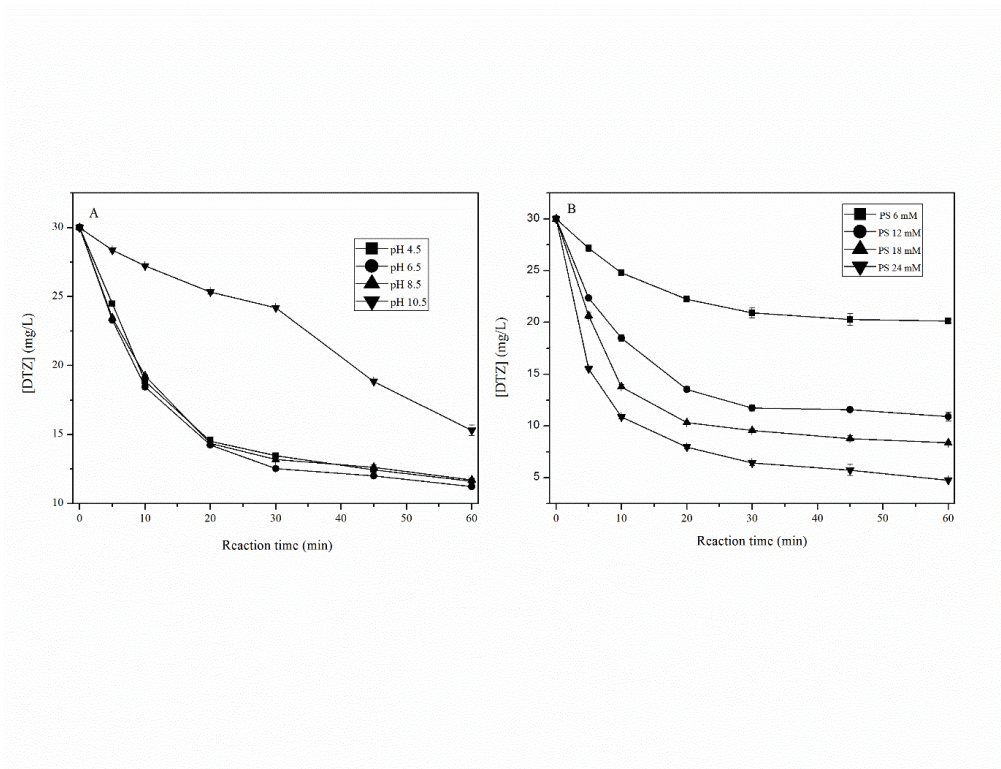 A
30
25
20
15
10
0
10
20
30
40
50
60
[DTZ] (mg/L)
Reaction time (min)
pH 4.5
pH 6.5
pH 8.5
pH 10.5
B
30
25
20
15
10
5
0
10
20
30
40
50
60
[DTZ] (mg/L)
Reaction time (min)
PS 6 mM
PS 12 mM
PS 18 mM
PS 24 mM